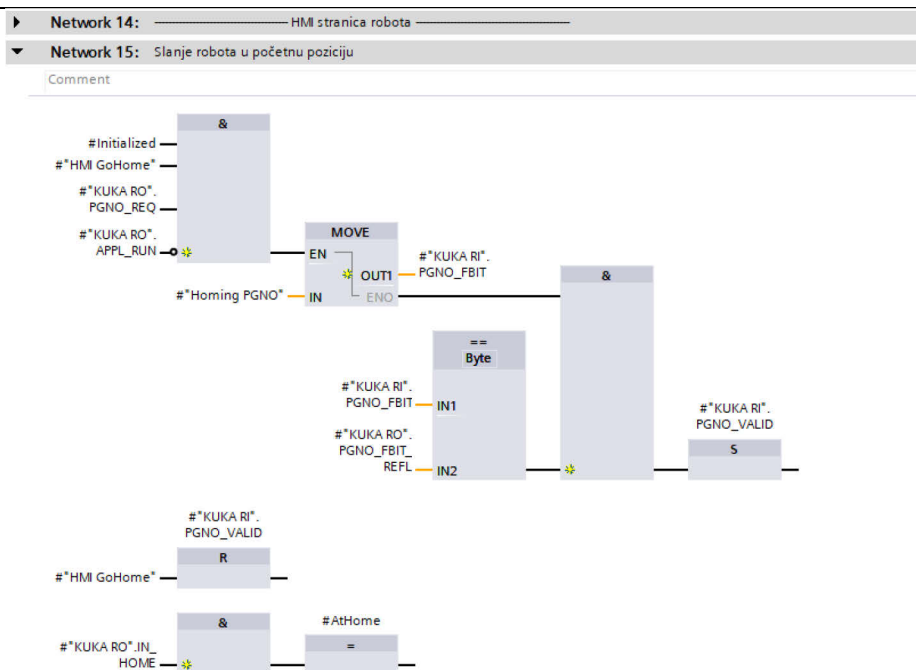 Network 14: HMI stranica robota
Network 15: Slanje robota u početnu poziciju
Comment
&
#Initialized
#"HMI GoHome"
#"KUKA RO".
PGNO_REQ
#"KUKA RO".
APPL_RUN
MOVE
EN
OUT1
#"KUKA RI".
PGNO_FBIT
#"Homing PGNO"
IN
ENO
&
==
Byte
#"KUKA RI".
PGNO_FBIT
IN1
#"KUKA RO".
PGNO_FBIT_
REFL
IN2
#"KUKA RI".
PGNO_VALID
S
#"KUKA RI".
PGNO_VALID
R
#"HMI GoHome"
&
#"KUKA RO".IN_
HOME
#AtHome
=